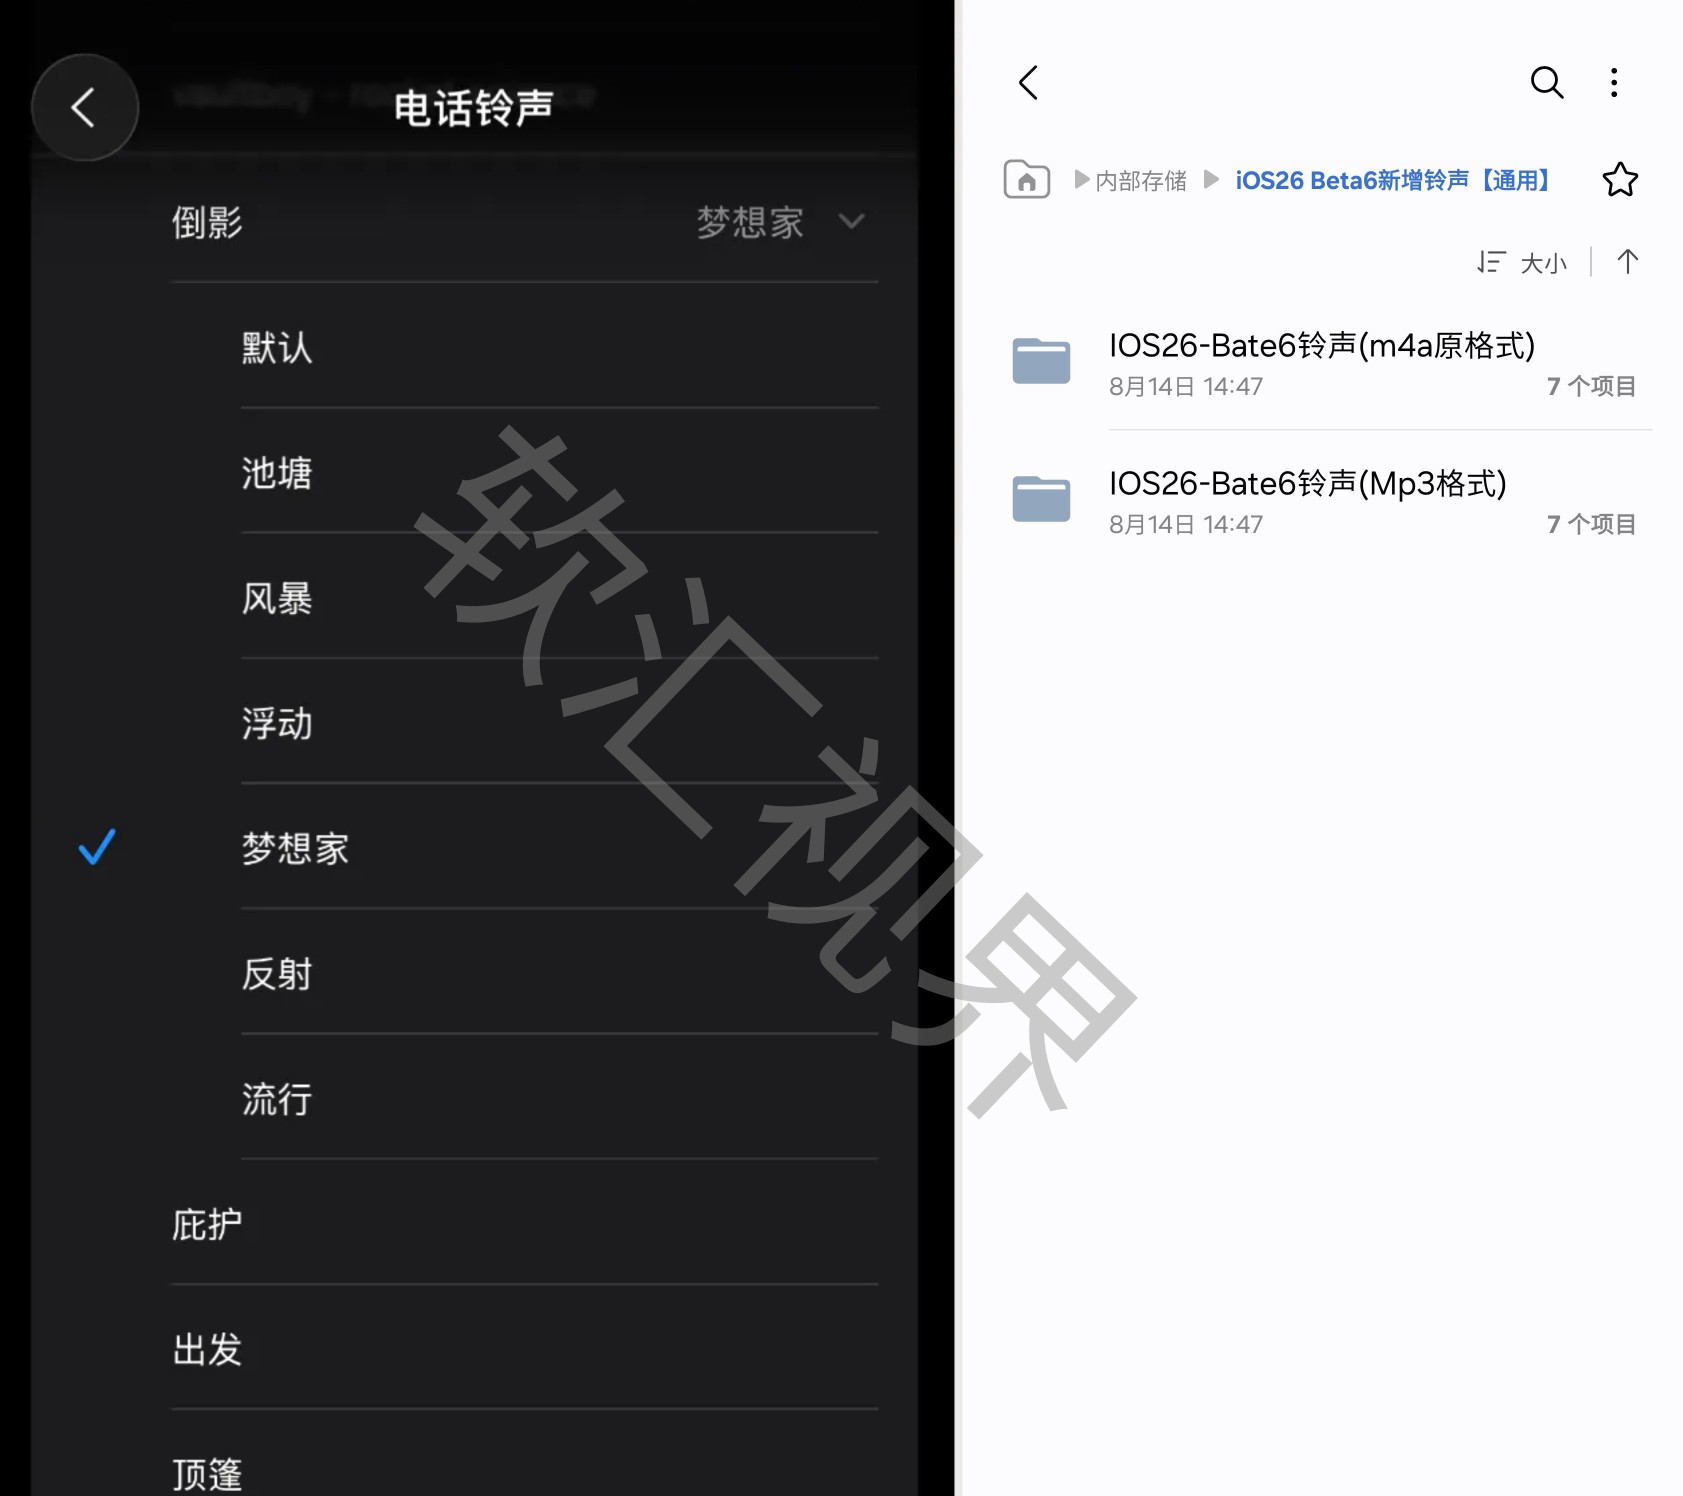 电话铃声
倒影 梦想家
默认
池塘
风暴
浮动
梦想家
反射
流行
庇护
出发
顶篷
内部存储 iOS26 Beta6新增铃声【通用】
大小
IOS26-Bate6铃声(m4a原格式)
8月14日 14:47 7 个项目
IOS26-Bate6铃声(Mp3格式)
8月14日 14:47 7 个项目
软汇视界